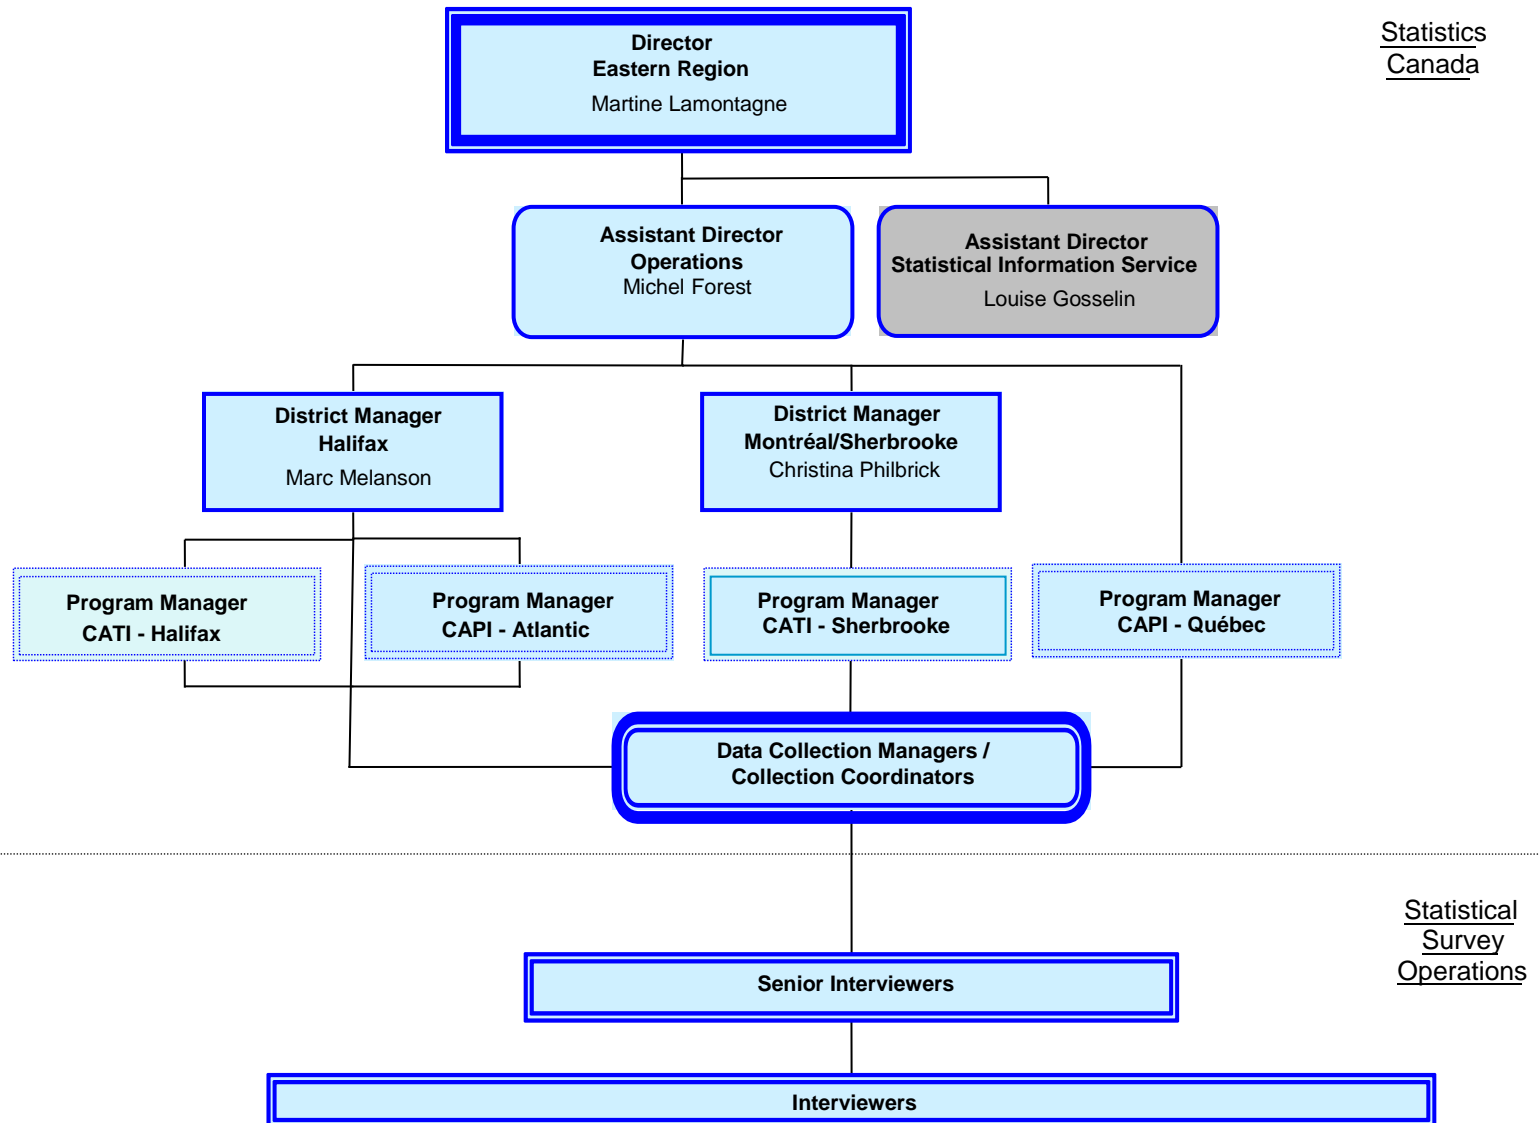 Director
Eastern Region
Martine Lamontagne
Statistics
Canada
Assistant Director
Operations
Michel Forest
Assistant Director
Statistical Information Service
Louise Gosselin
District Manager
Halifax
Marc Melanson
District Manager
Montréal/Sherbrooke
Christina Philbrick
Program Manager
CATI - Halifax
Program Manager
CAPI - Atlantic
Program Manager
CATI - Sherbrooke
Program Manager
CAPI - Québec
Data Collection Managers /
Collection Coordinators
Statistical
Survey
Operations
Senior Interviewers
Interviewers